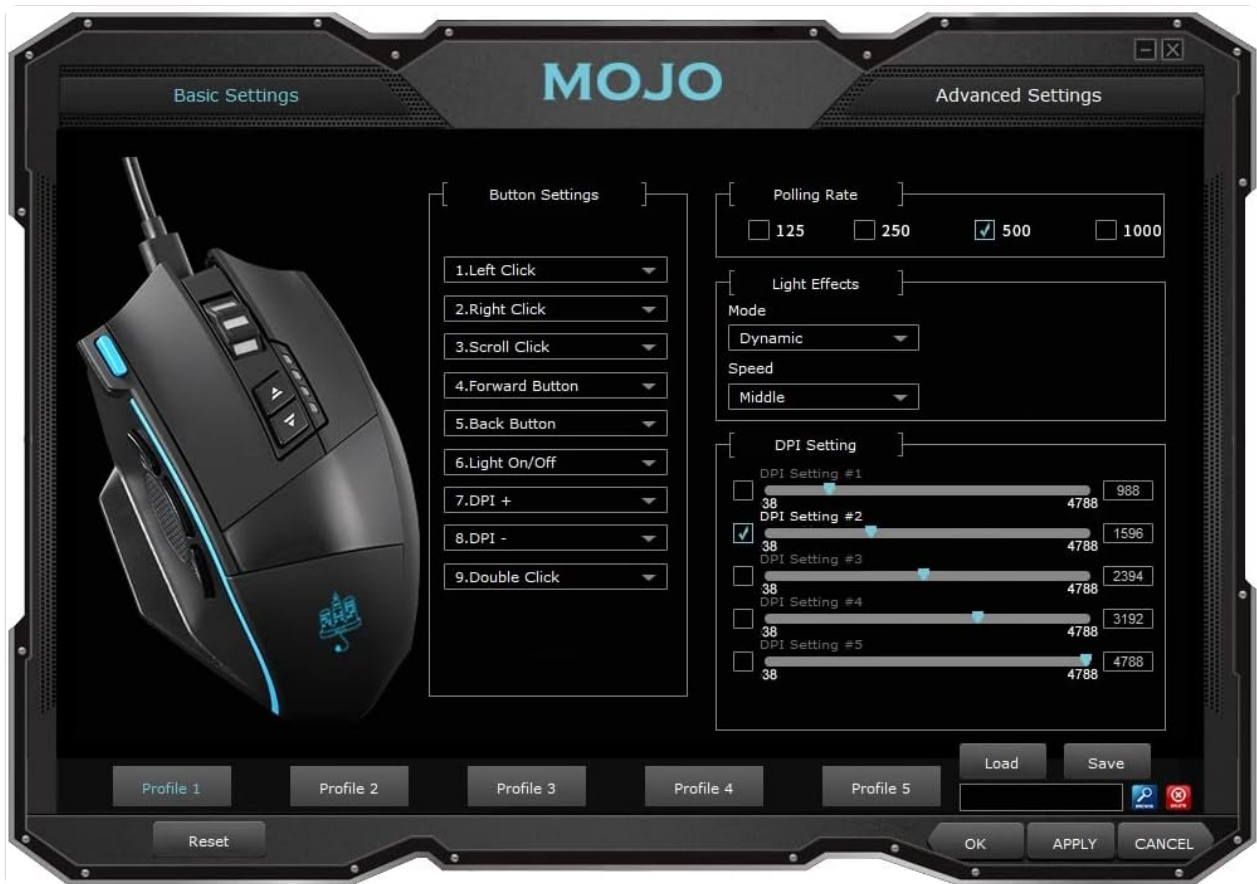 MOJO
Basic Settings
Advanced Settings
Button Settings
1.Left Click
2.Right Click
3.Scroll Click
4.Forward Button
5.Back Button
6.Light On/Off
7.DPI +
8.DPI -
9.Double Click
Polling Rate
125 250 500 1000
Light Effects
Mode
Dynamic
Speed
Middle
DPI Setting
DPI Setting #1
988
38 4788
DPI Setting #2
1596
38 4788
DPI Setting #3
2394
38 4788
DPI Setting #4
3192
38 4788
DPI Setting #5
4788
38 4788
Load Save
Profile 1 Profile 2 Profile 3 Profile 4 Profile 5
Reset
OK APPLY CANCEL